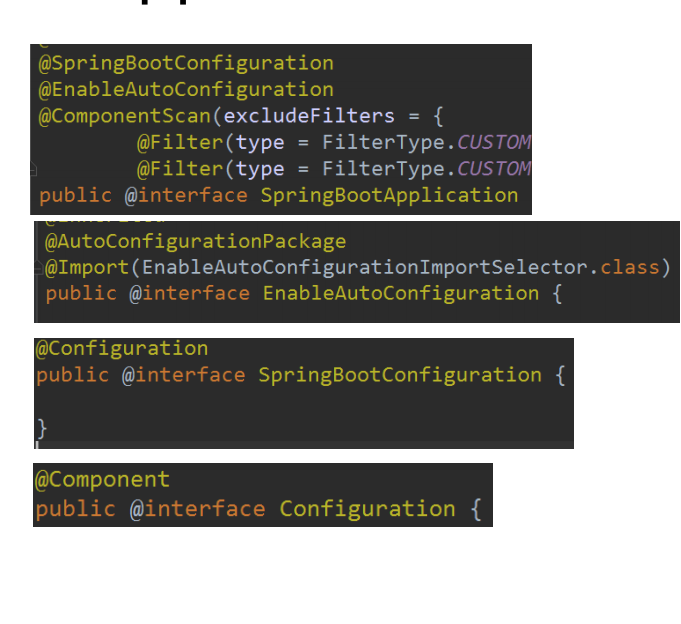 @SpringBootConfiguration
@EnableAutoConfiguration
@ComponentScan(excludeFilters = {
@Filter(type = FilterType.CUSTOM
@Filter(type = FilterType.CUSTOM
public @interface SpringBootApplication
@AutoConfigurationPackage
@Import(EnableAutoConfigurationImportSelector.class)
public @interface EnableAutoConfiguration {
@Configuration
public @interface SpringBootConfiguration {
}
@Component
public @interface Configuration {